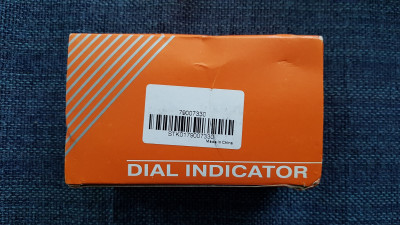 79007330
STK0179007330
Made in China
DIAL INDICATOR